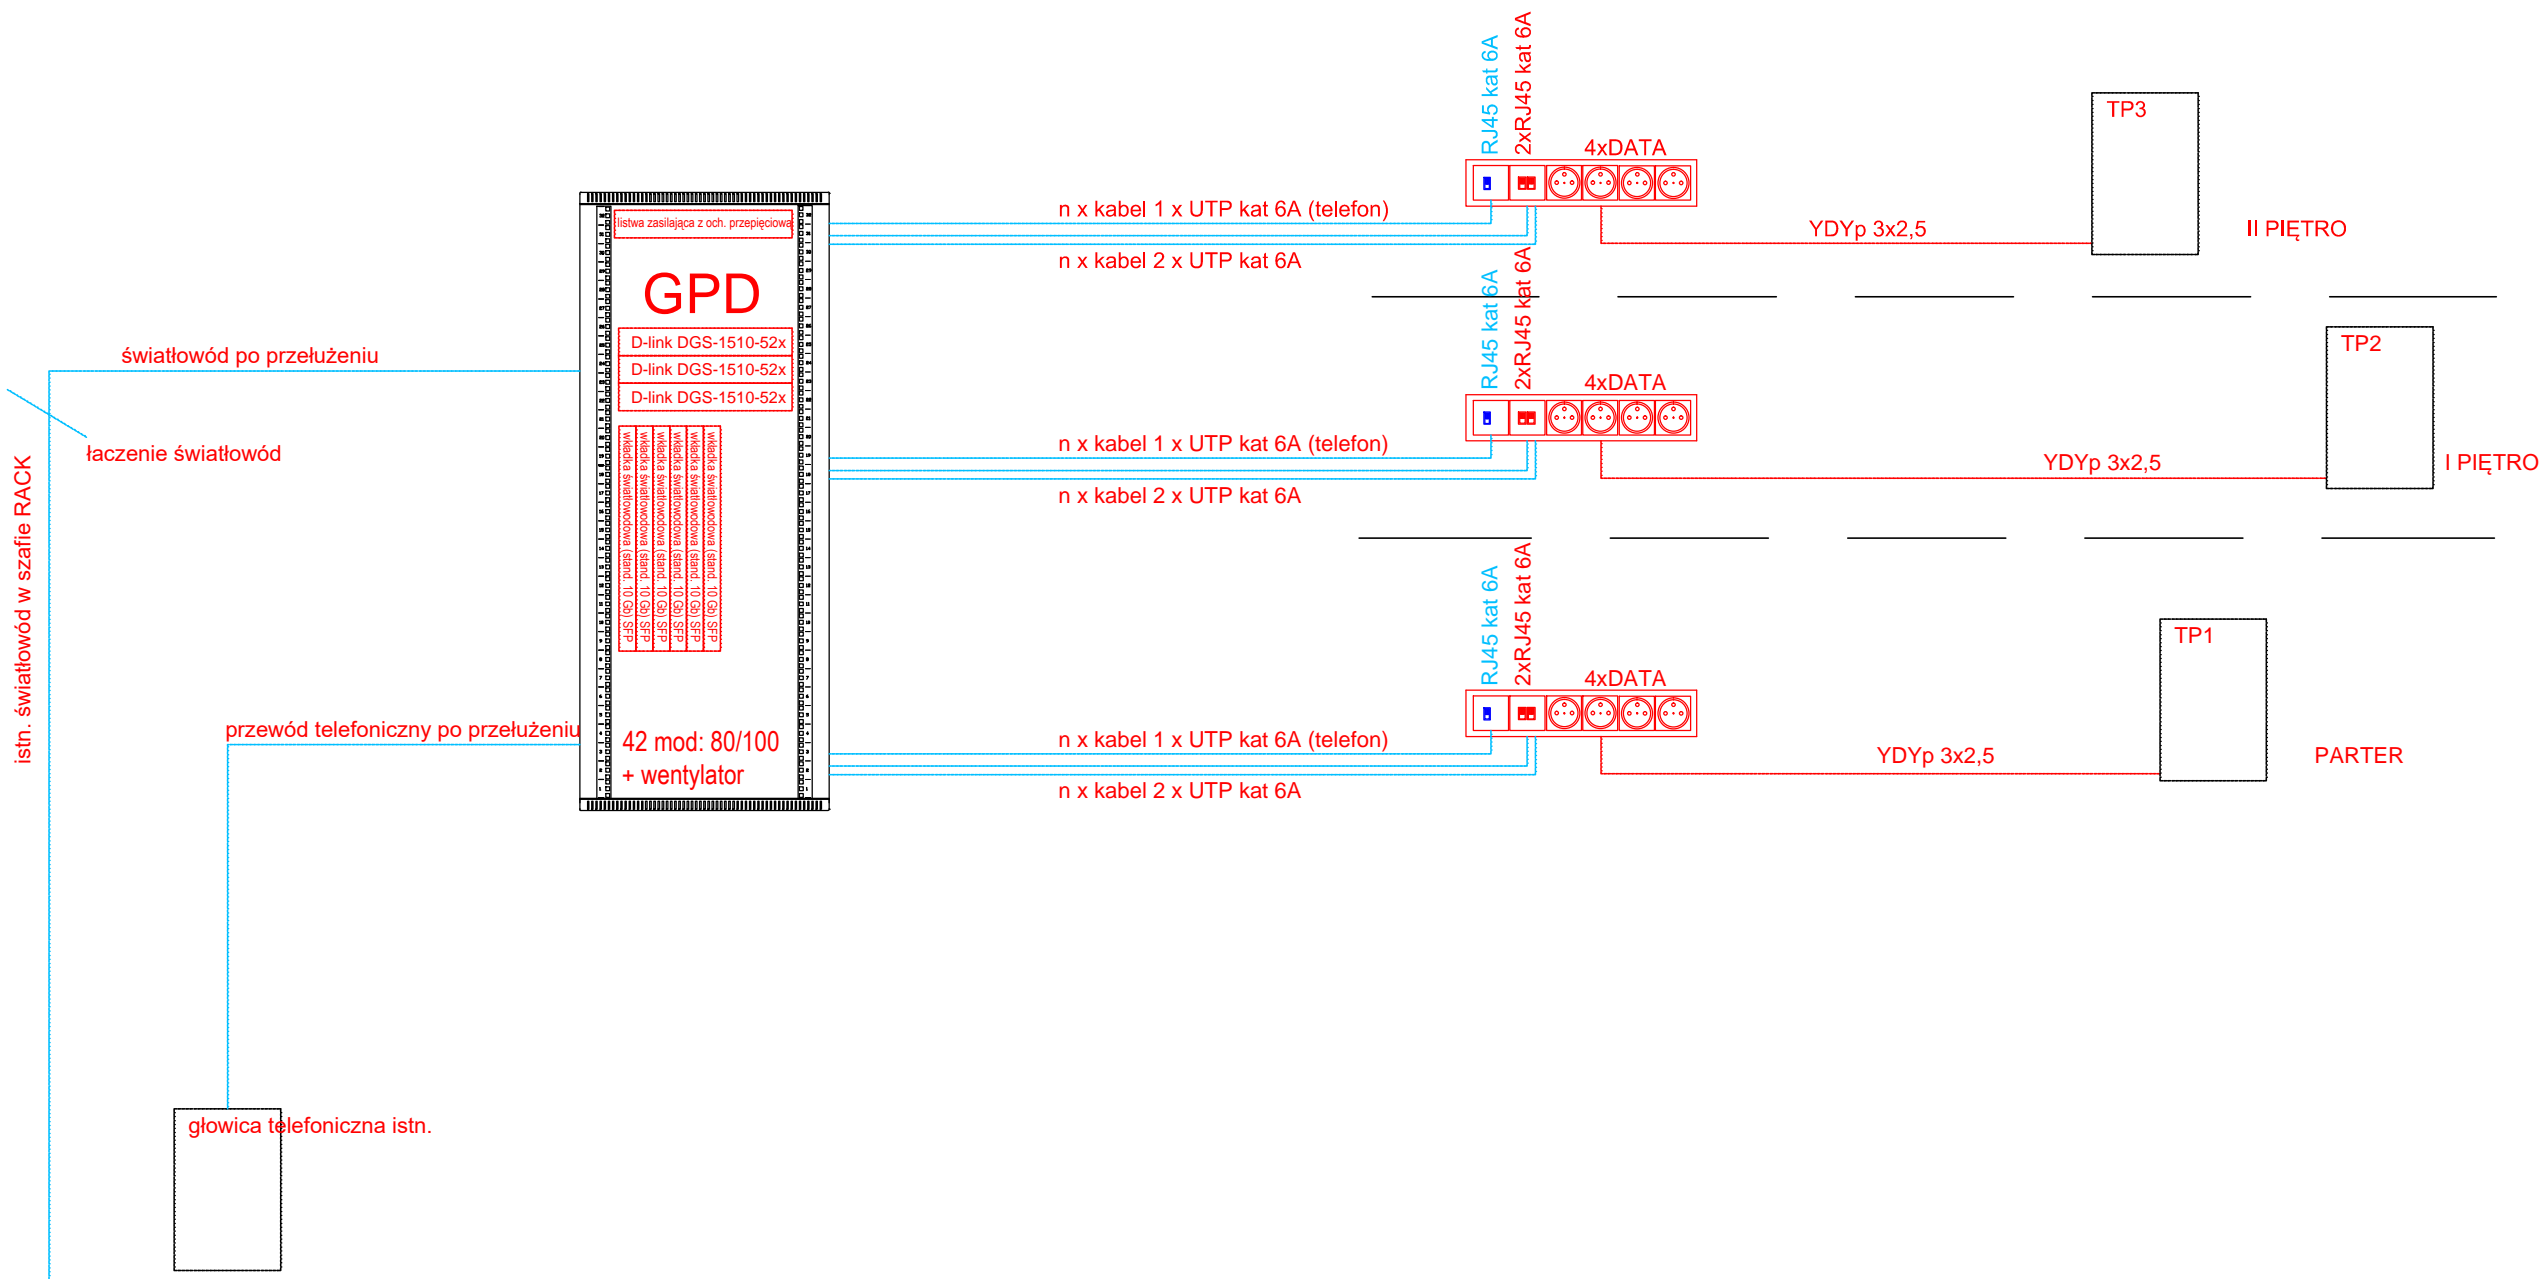 RJ45 kat 6A
2xRJ45 kat 6A
4xDATA
TP3
n x kabel 1 x UTP kat 6A (telefon)
n x kabel 2 x UTP kat 6A
YDYp 3x2,5
II PIĘTRO
listwa zasilająca z och. przepięciową
GPD
D-link DGS-1510-52x
D-link DGS-1510-52x
D-link DGS-1510-52x
wkładka światłowodowa (stand. 10 Gb) SFP
wkładka światłowodowa (stand. 10 Gb) SFP
wkładka światłowodowa (stand. 10 Gb) SFP
wkładka światłowodowa (stand. 10 Gb) SFP
wkładka światłowodowa (stand. 10 Gb) SFP
wkładka światłowodowa (stand. 10 Gb) SFP
42 mod: 80/100
+ wentylator
światłowód po przełużeniu
łaczenie światłowód
istn. światłowód w szafie RACK
przewód telefoniczny po przełużeniu
głowica telefoniczna istn.
RJ45 kat 6A
2xRJ45 kat 6A
4xDATA
TP2
n x kabel 1 x UTP kat 6A (telefon)
n x kabel 2 x UTP kat 6A
YDYp 3x2,5
I PIĘTRO
RJ45 kat 6A
2xRJ45 kat 6A
4xDATA
TP1
n x kabel 1 x UTP kat 6A (telefon)
n x kabel 2 x UTP kat 6A
YDYp 3x2,5
PARTER